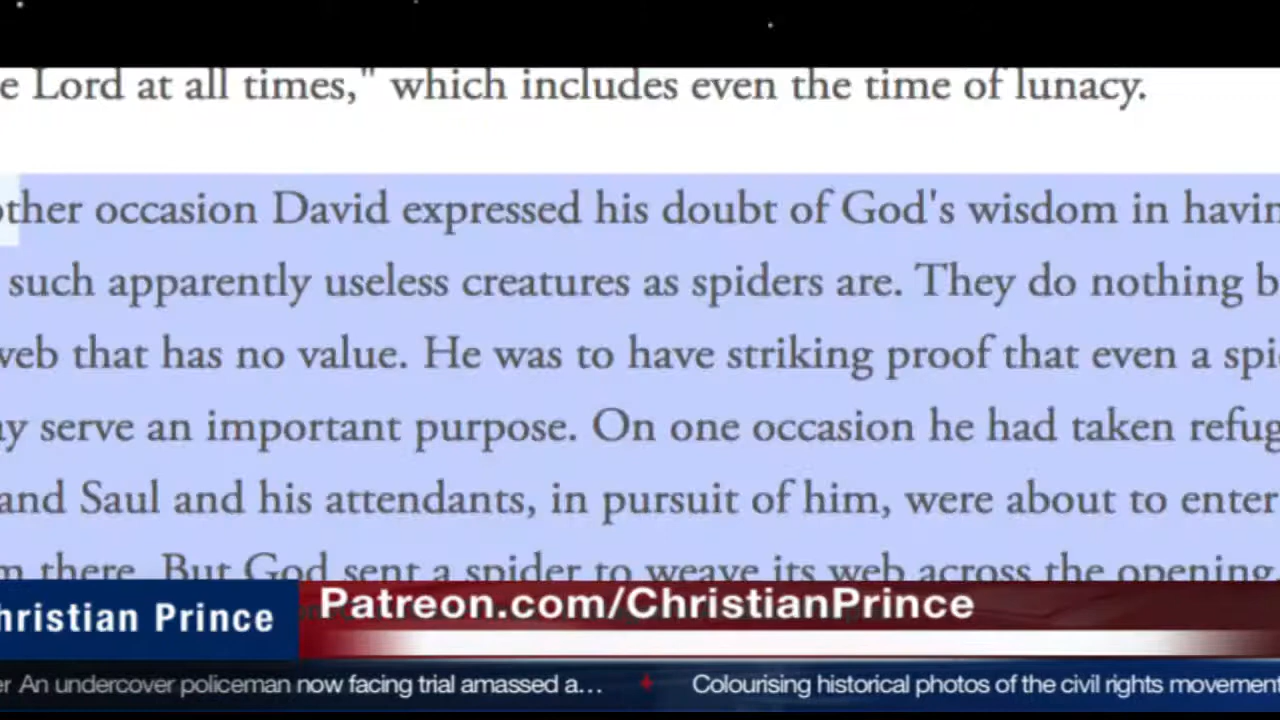 e Lord at all times," which includes even the time of lunacy.
other occasion David expressed his doubt of God's wisdom in havin
such apparently useless creatures as spiders are. They do nothing b
web that has no value. He was to have striking proof that even a spi
ay serve an important purpose. On one occasion he had taken refug
and Saul and his attendants, in pursuit of him, were about to enter
m there. But God sent a spider to weave its web across the opening
hristian Prince
Patreon.com/ChristianPrince
er An undercover policeman now facing trial amassed a… Colourising historical photos of the civil rights movement